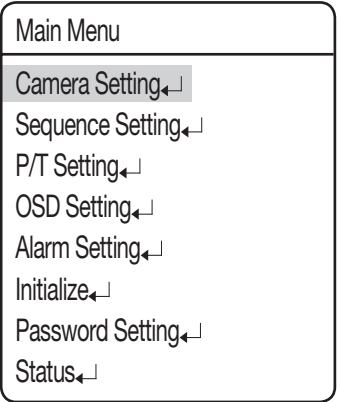 Main Menu
Camera Setting↵
Sequence Setting↵
P/T Setting↵
OSD Setting↵
Alarm Setting↵
Initialize↵
Password Setting↵
Status↵